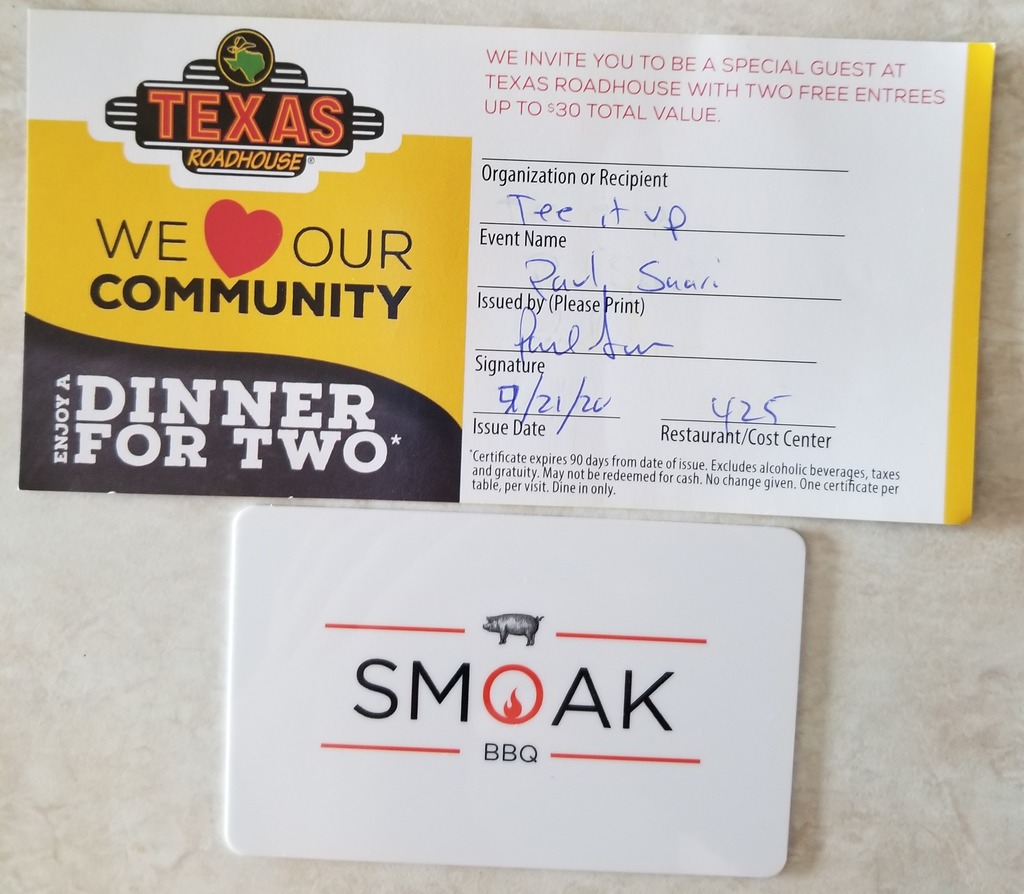 TEXAS
ROADHOUSE®
WE OUR
COMMUNITY
ENJOY A
DINNER
FOR TWO*
WE INVITE YOU TO BE A SPECIAL GUEST AT
TEXAS ROADHOUSE WITH TWO FREE ENTREES
UP TO $30 TOTAL VALUE.
Organization or Recipient
Tee it up
Event Name
Paul Saari
Issued by (Please Print)
Signature
9/21/20 425
Issue Date Restaurant/Cost Center
*Certificate expires 90 days from date of issue. Excludes alcoholic beverages, taxes
and gratuity. May not be redeemed for cash. No change given. One certificate per
table, per visit. Dine in only.
SMOAK
BBQ